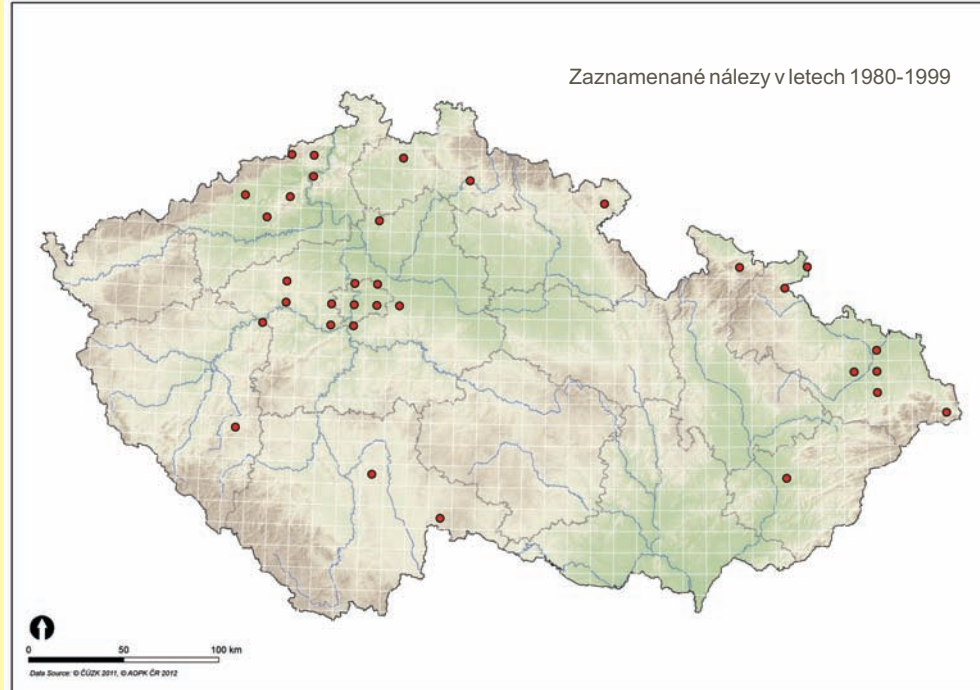 Zaznamenané nálezy v letech 1980-1999
0 50 100 km
Data Source: © ČÚZK 2011, © AOPK ČR 2012